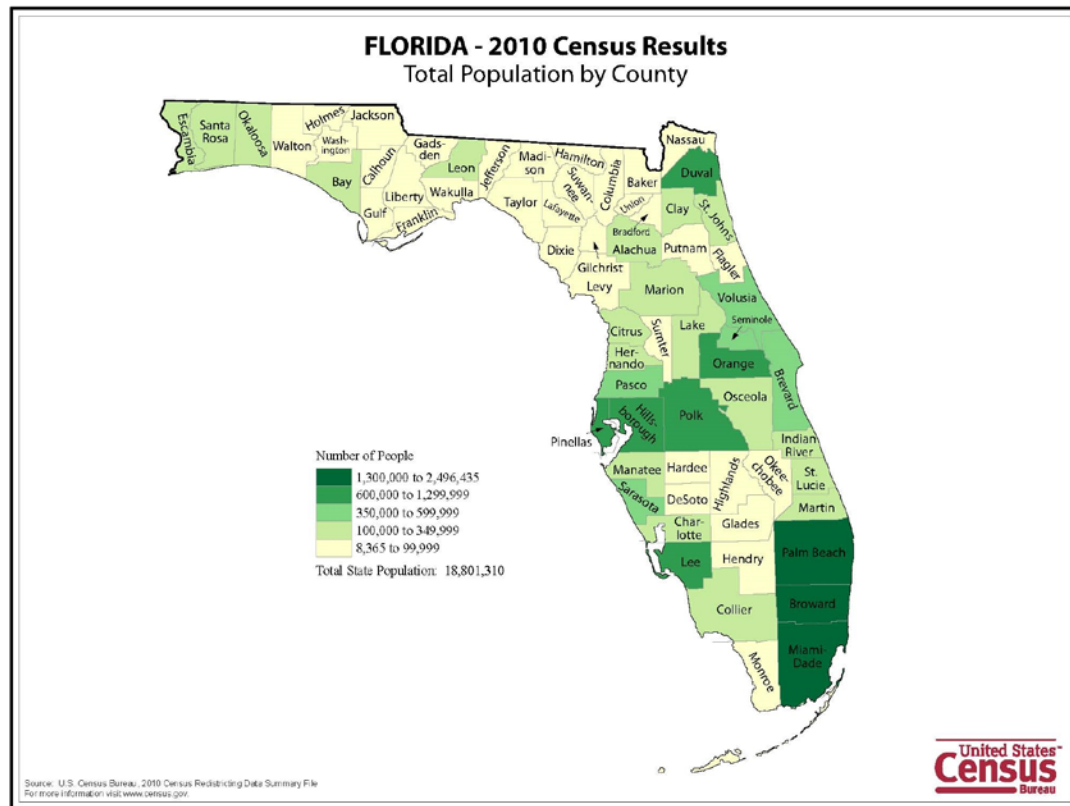 FLORIDA - 2010 Census Results
Total Population by County
Escambia
Santa
Rosa
Okaloosa
Walton
Holmes
Jackson
Wash-
ington
Bay
Calhoun
Gulf
Liberty
Franklin
Gads-
den
Leon
Wakulla
Jefferson
Madi-
son
Taylor
Hamilton
Suwan-
nee
Lafayette
Columbia
Dixie
Baker
Union
Bradford
Alachua
Gilchrist
Levy
Nassau
Duval
Clay
St. Johns
Putnam
Flagler
Marion
Volusia
Citrus
Sumter
Lake
Seminole
Her-
nando
Orange
Pasco
Brevard
Osceola
Hills-
borough
Polk
Pinellas
Indian
River
Manatee
Hardee
Highlands
Okee-
chobee
St.
Lucie
Sarasota
DeSoto
Martin
Char-
lotte
Glades
Lee
Hendry
Palm Beach
Collier
Broward
Monroe
Miami-
Dade
Number of People
1,300,000 to 2,496,435
600,000 to 1,299,999
350,000 to 599,999
100,000 to 349,999
8,365 to 99,999
Total State Population: 18,801,310
Source: U.S. Census Bureau, 2010 Census Redistricting Data Summary File
For more information visit www.census.gov.
United States™
Census
Bureau